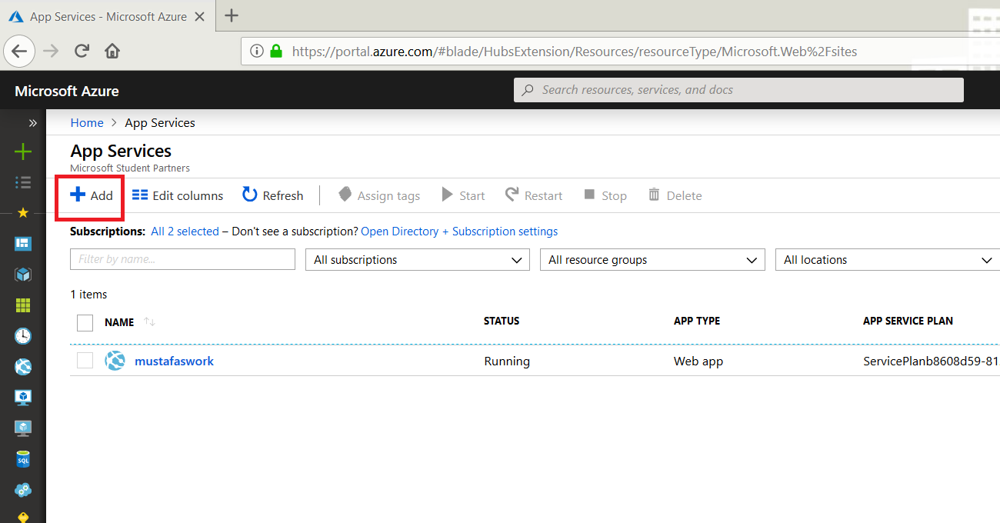 App Services - Microsoft Azure
https://portal.azure.com/#blade/HubsExtension/Resources/resourceType/Microsoft.Web%2Fsites
Microsoft Azure
Search resources, services, and docs
Home > App Services
App Services
Microsoft Student Partners
Add Edit columns Refresh Assign tags Start Restart Stop Delete
Subscriptions: All 2 selected – Don't see a subscription? Open Directory + Subscription settings
Filter by name... All subscriptions All resource groups All locations
1 items
NAME STATUS APP TYPE APP SERVICE PLAN
mustafaswork Running Web app ServicePlanb8608d59-81
SQL